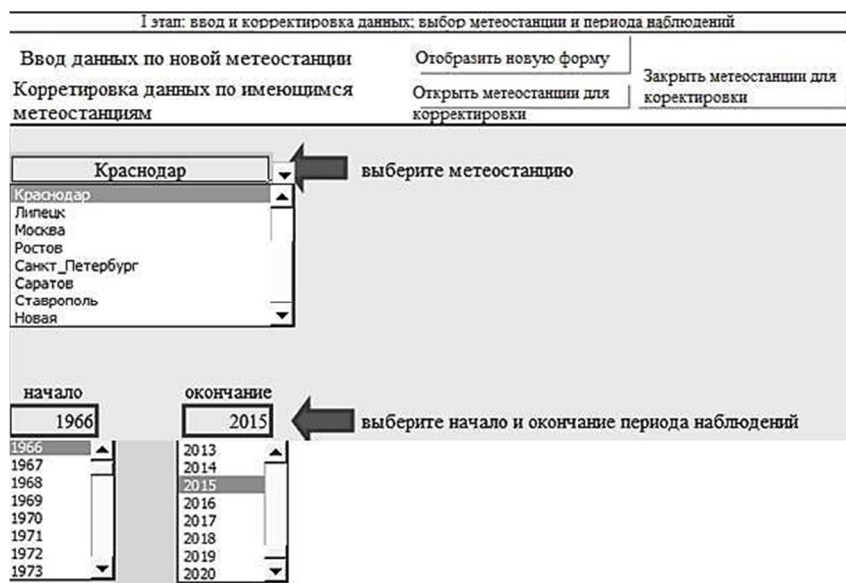 I этап: ввод и корректировка данных; выбор метеостанции и периода наблюдений
Ввод данных по новой метеостанции
Отобразить новую форму
Корретировка данных по имеющимся
метеостанциям
Открыть метеостанции для
корректировки
Закрыть метеостанции для
коректировки
Краснодар
выберите метеостанцию
Краснодар
Липецк
Москва
Ростов
Санкт_Петербург
Саратов
Ставрополь
Новая
начало
окончание
1966
2015
выберите начало и окончание периода наблюдений
1966
1967
1968
1969
1970
1971
1972
1973
2013
2014
2015
2016
2017
2018
2019
2020